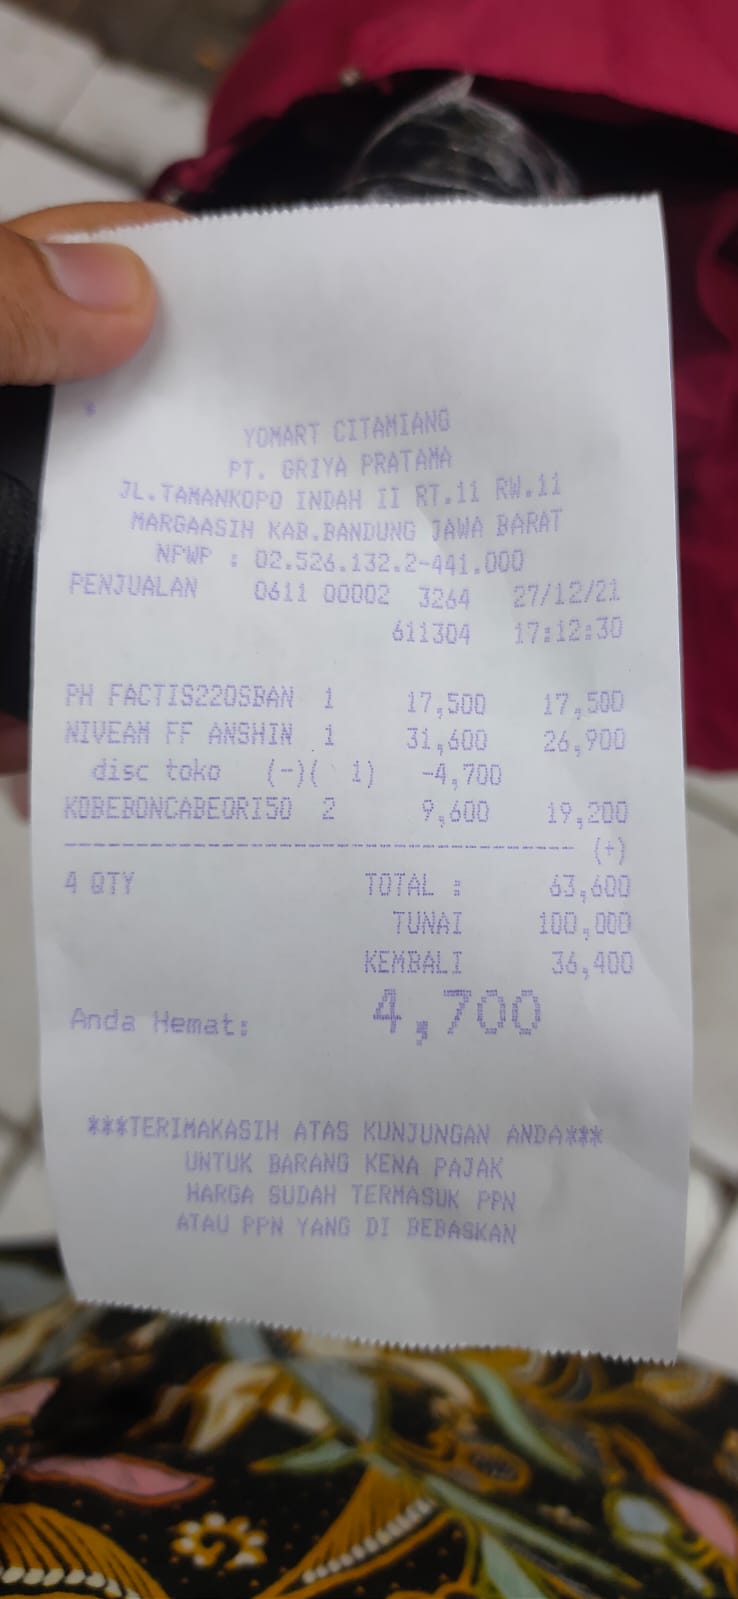 *
YOMART CITAMIANG
PT. GRIYA PRATAMA
JL.TAMANKOPO INDAH II RT.11 RW.11
MARGAASIH KAB.BANDUNG JAWA BARAT
NPWP : 02.526.132.2-441.000
PENJUALAN 0611 00002 3264 27/12/21
611304 17:12:30
PH FACTIS220SBAN 1 17,500 17,500
NIVEAM FF ANSHIN 1 31,600 26,900
disc toko (-)( 1) -4,700
KOBEBONCABEORI50 2 9,600 19,200
---------------------------------- (+)
4 QTY TOTAL : 63,600
TUNAI 100,000
KEMBALI 36,400
Anda Hemat: 4,700
***TERIMAKASIH ATAS KUNJUNGAN ANDA***
UNTUK BARANG KENA PAJAK
HARGA SUDAH TERMASUK PPN
ATAU PPN YANG DI BEBASKAN